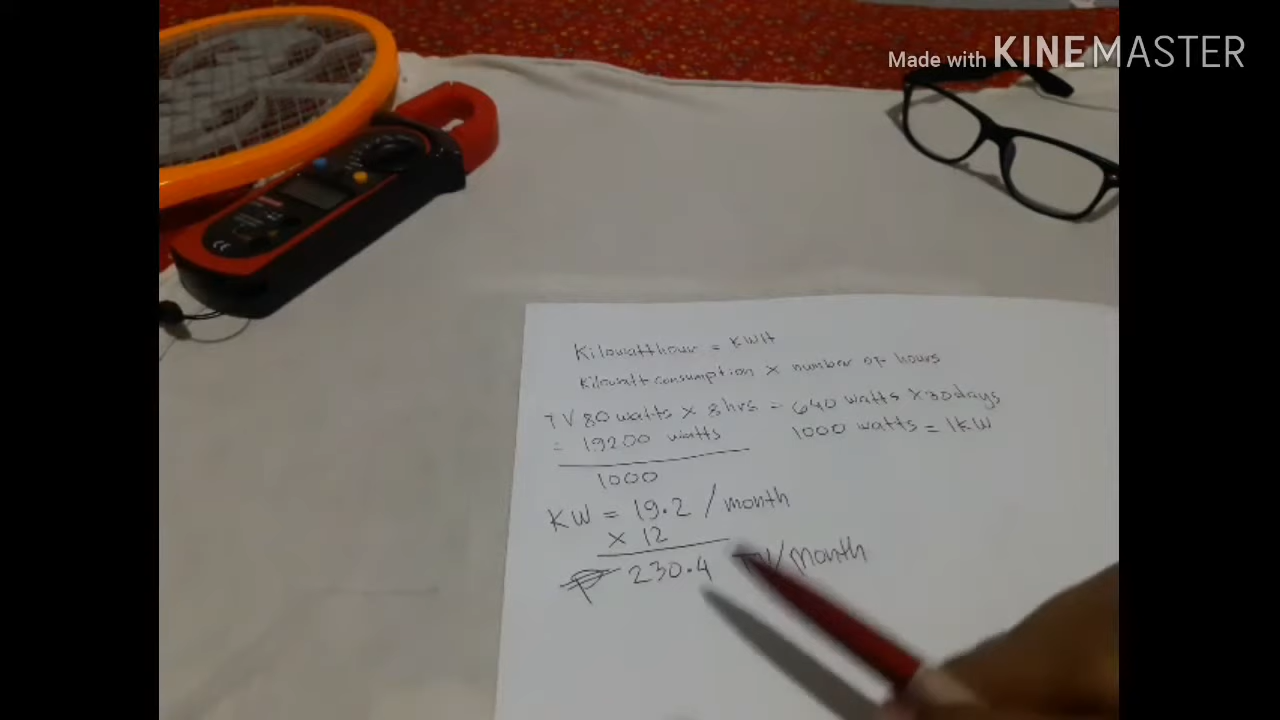 Made with KINEMASTER
Kilowatthour = KWH
Kilowatt consumption x number of hours
TV 80 watts x 8hrs = 640 watts x 30days
= 19200 watts 1000 watts = 1KW
1000
KW = 19.2 / month
x 12
₱ 230.4 TV/Month